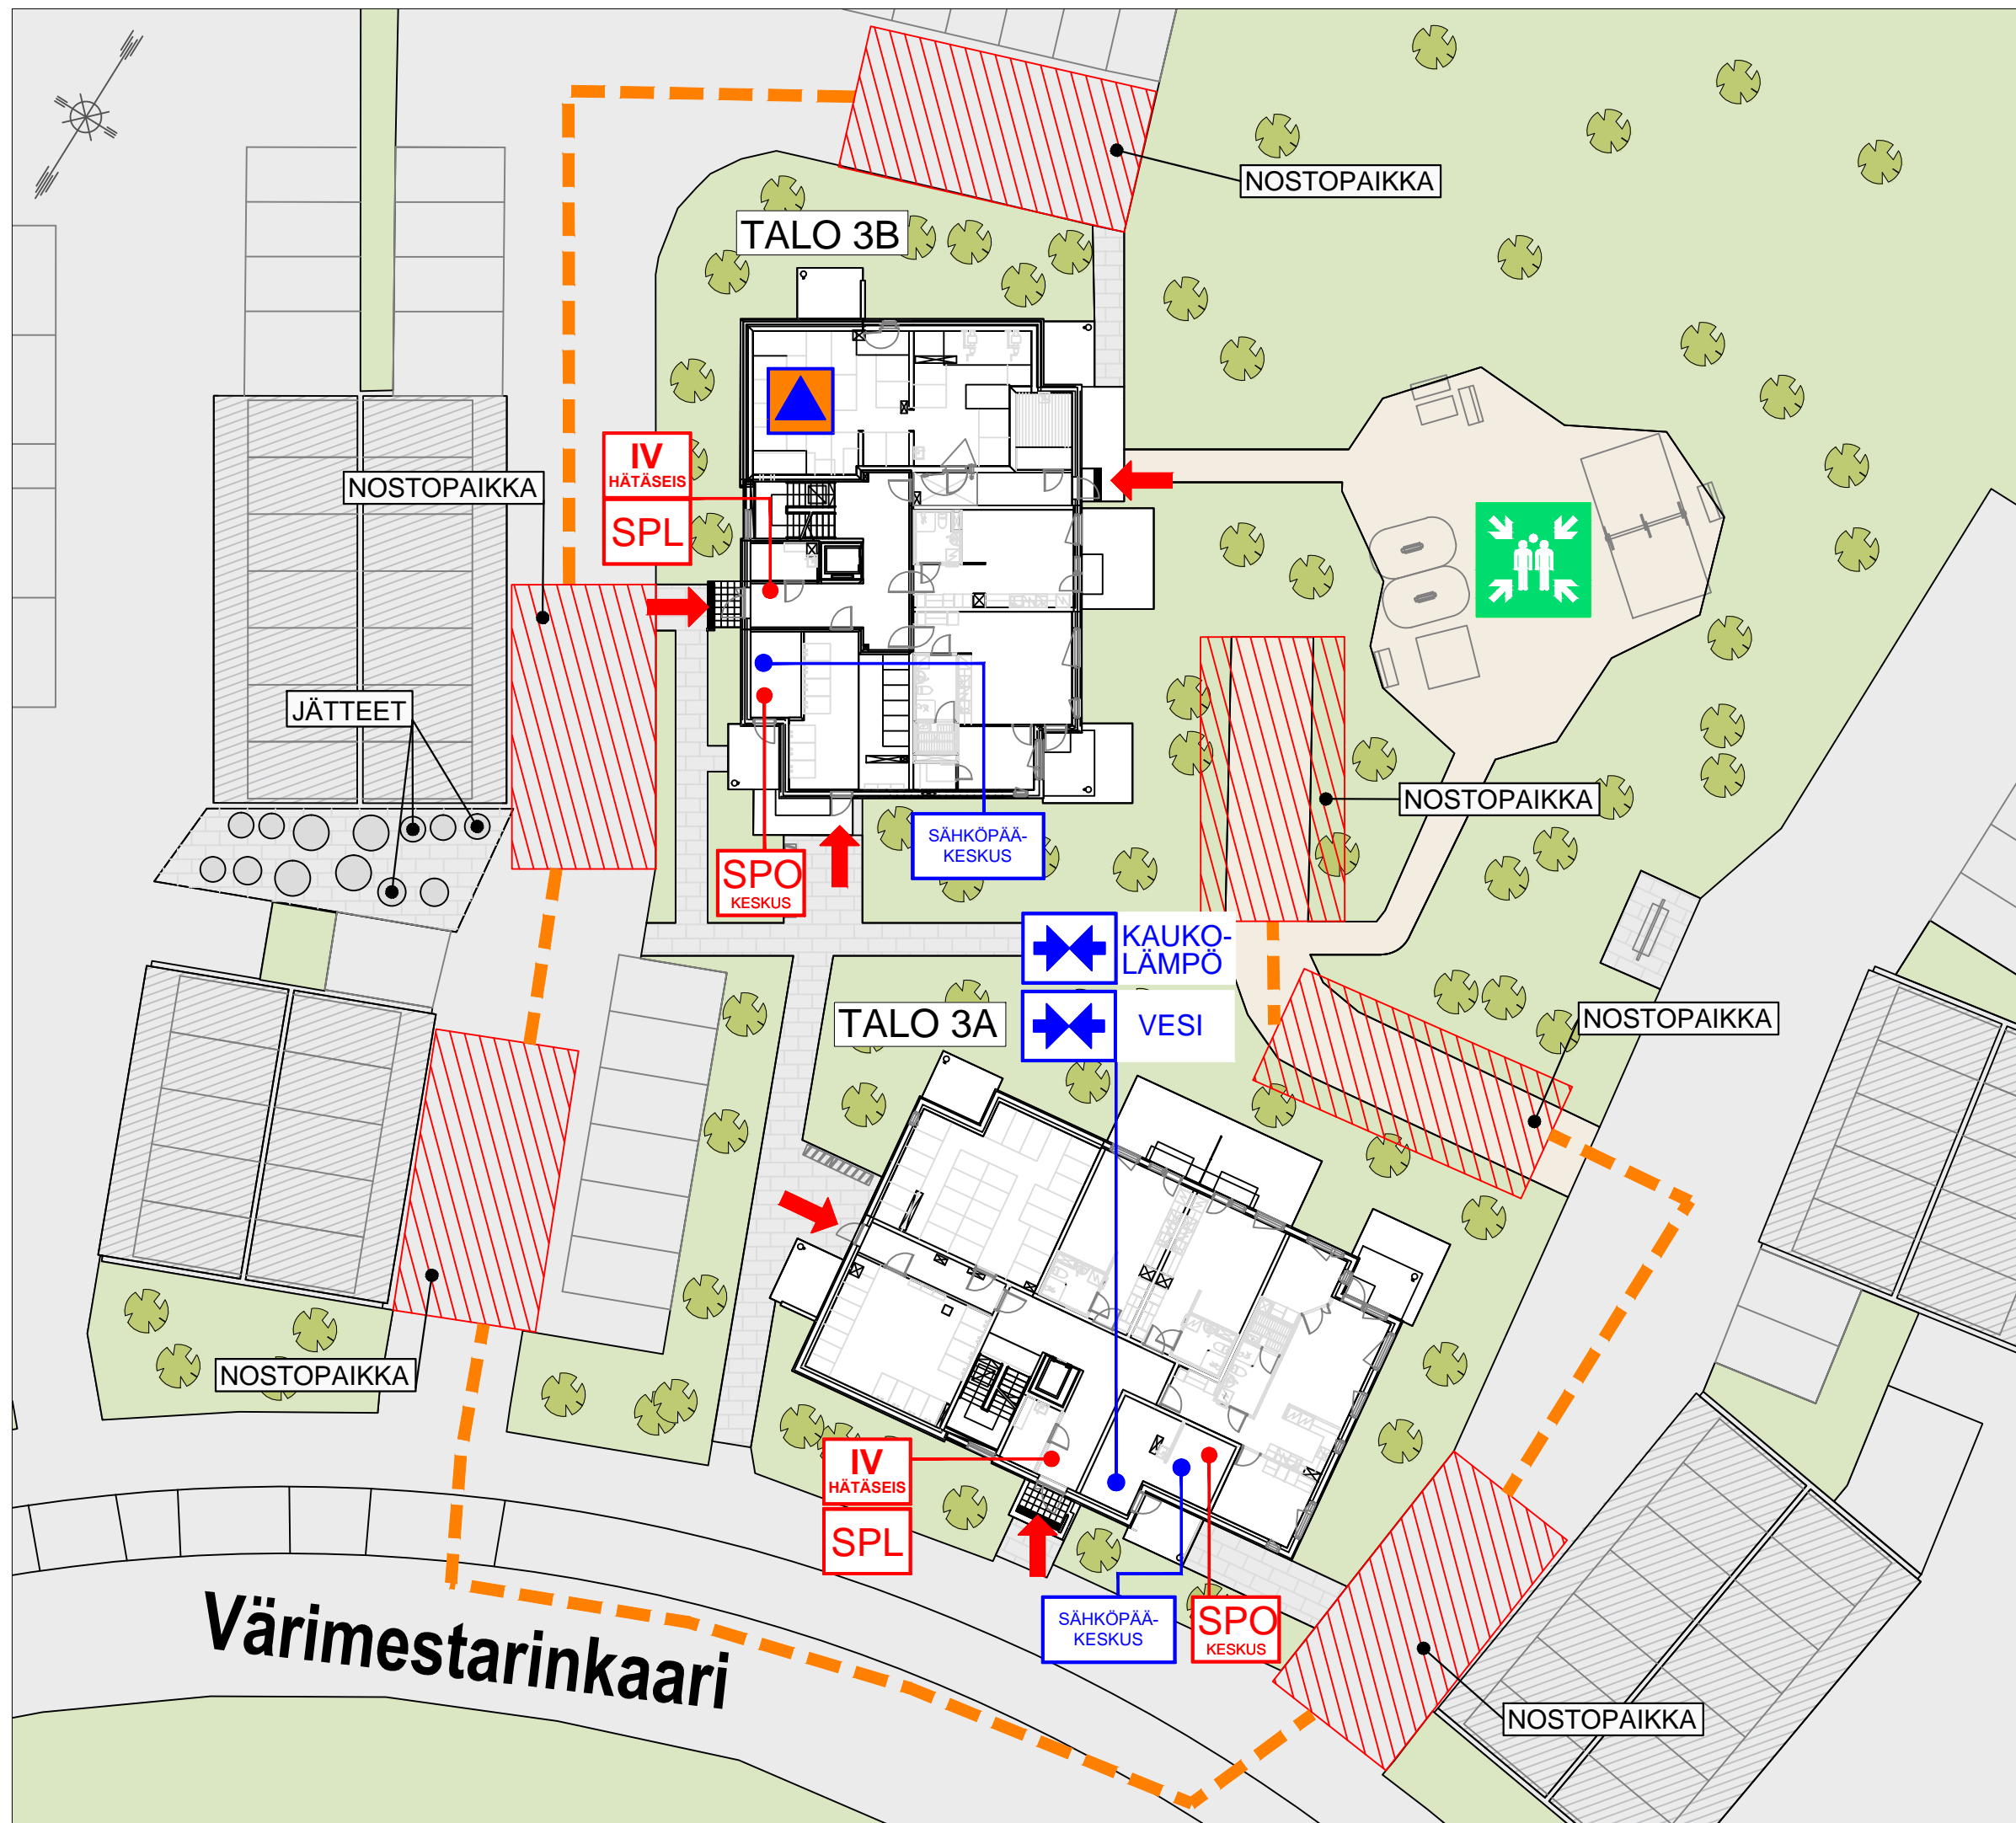 NOSTOPAIKKA
TALO 3B
IV
HÄTÄSEIS
NOSTOPAIKKA
SPL
JÄTTEET
NOSTOPAIKKA
SÄHKÖPÄÄ-
KESKUS
SPO
KESKUS
KAUKO-
LÄMPÖ
TALO 3A
VESI
NOSTOPAIKKA
NOSTOPAIKKA
IV
HÄTÄSEIS
SPL
SÄHKÖPÄÄ-
KESKUS
SPO
KESKUS
Värimestarinkaari
NOSTOPAIKKA